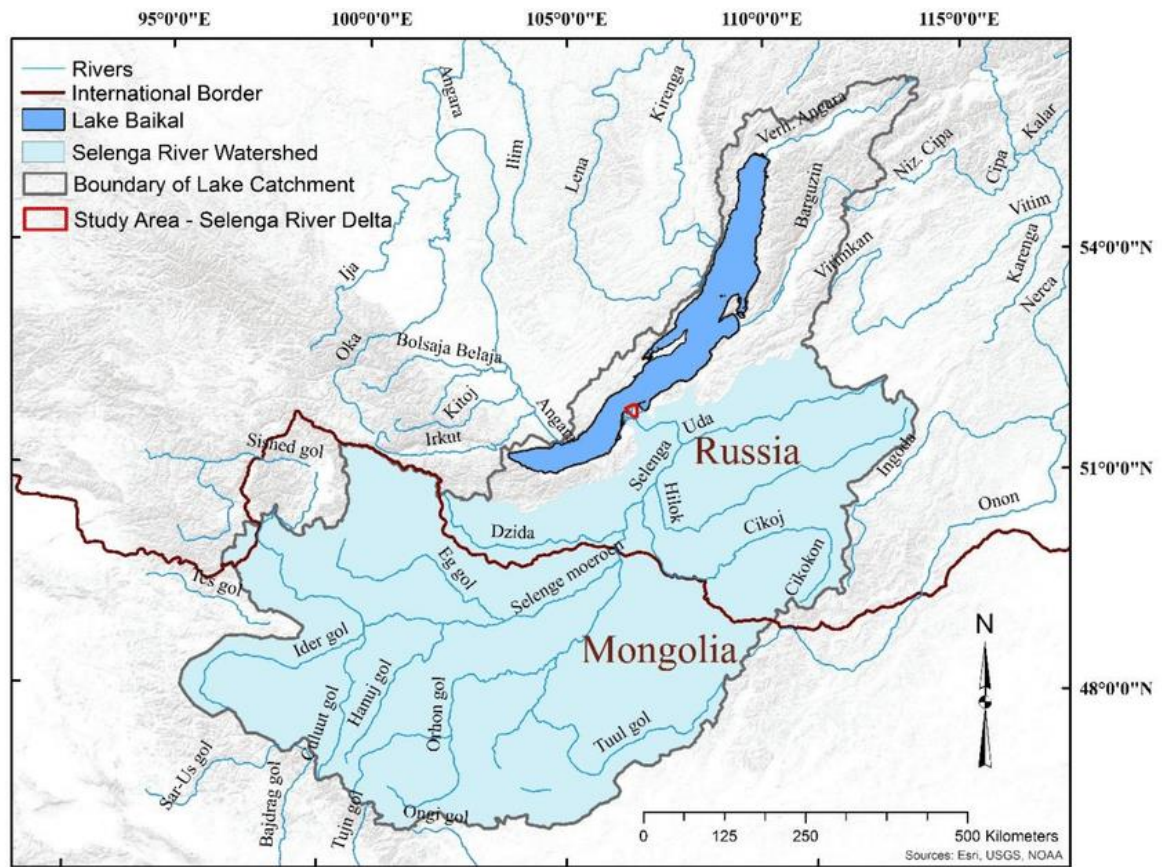 95°0'0"E
100°0'0"E
105°0'0"E
110°0'0"E
115°0'0"E
Rivers
International Border
Lake Baikal
Selenga River Watershed
Boundary of Lake Catchment
Study Area - Selenga River Delta
Angara
Ilim
Kirenga
Lena
Verh. Angara
Barguzin
Niz. Cipa
Cipa
Kalar
Vitim
Karenga
Nerca
Vitimkan
54°0'0"N
Ija
Oka
Bolsaja Belaja
Kitoj
Irkut
Angara
Sished gol
Uda
Russia
Selenga
Hilok
Ingoda
51°0'0"N
Onon
Dzida
Cikoj
Cikokon
Eg gol
Selenge moeroen
Tes gol
Ider gol
Mongolia
N
48°0'0"N
Culuut gol
Hanuj gol
Orhon gol
Tuul gol
Sar-Us gol
Bajdrag gol
Tujn gol
Ongi gol
0 125 250 500 Kilometers
Sources: Esri, USGS, NOAA